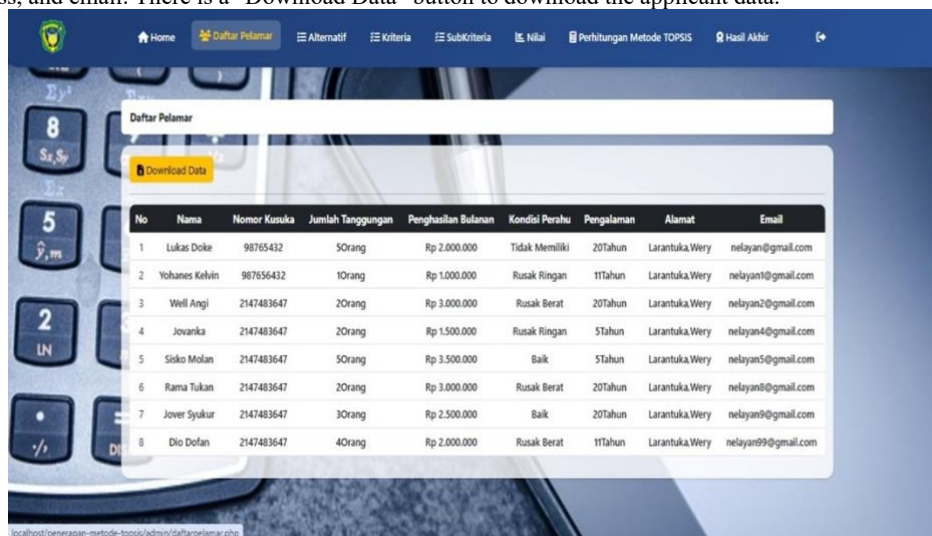 ss, and email. There is a "Download Data" button to download the applicant data.
Home Daftar Pelamar Alternatif Kriteria SubKriteria Nilai Perhitungan Metode TOPSIS Hasil Akhir
Daftar Pelamar
Download Data
No Nama Nomor Kusuka Jumlah Tanggungan Penghasilan Bulanan Kondisi Perahu Pengalaman Alamat Email
1 Lukas Doke 98765432 5Orang Rp 2.000.000 Tidak Memiliki 20Tahun Larantuka,Wery nelayan@gmail.com
2 Yohanes Kelvin 987656432 1Orang Rp 1.000.000 Rusak Ringan 11Tahun Larantuka,Wery nelayan1@gmail.com
3 Well Angi 2147483647 2Orang Rp 3.000.000 Rusak Berat 20Tahun Larantuka,Wery nelayan2@gmail.com
4 Jovanka 2147483647 2Orang Rp 1.500.000 Rusak Ringan 5Tahun Larantuka,Wery nelayan4@gmail.com
5 Sisko Molan 2147483647 5Orang Rp 3.500.000 Baik 5Tahun Larantuka,Wery nelayan5@gmail.com
6 Rama Tukan 2147483647 2Orang Rp 3.000.000 Rusak Berat 20Tahun Larantuka,Wery nelayan8@gmail.com
7 Jover Syukur 2147483647 3Orang Rp 2.500.000 Baik 20Tahun Larantuka,Wery nelayan9@gmail.com
8 Dio Dofan 2147483647 4Orang Rp 2.000.000 Rusak Berat 11Tahun Larantuka,Wery nelayan99@gmail.com
Σy²
8
Sx,Sy
Σx
5
ŷ,m
2
LN
localhost/penerapan-metode-topsis/admin/daftarpelamar.php